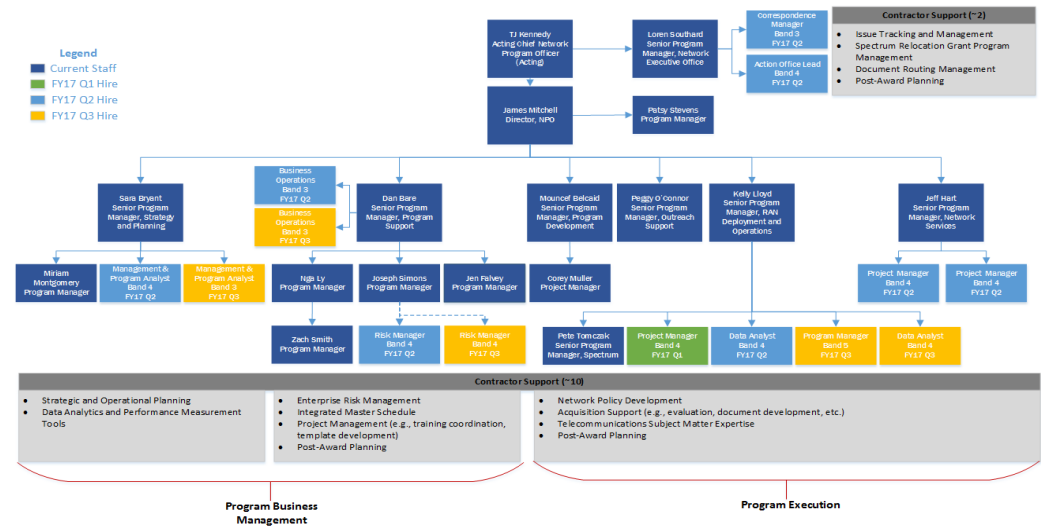 Legend
Current Staff
FY17 Q1 Hire
FY17 Q2 Hire
FY17 Q3 Hire
TJ Kennedy
Acting Chief Network
Program Officer
(Acting)
Loren Southard
Senior Program
Manager, Network
Executive Office
Correspondence
Manager
Band 3
FY17 Q2
Action Office Lead
Band 4
FY17 Q2
Contractor Support (~2)
• Issue Tracking and Management
• Spectrum Relocation Grant Program
Management
• Document Routing Management
• Post-Award Planning
James Mitchell
Director, NPO
Patsy Stevens
Program Manager
Sara Bryant
Senior Program
Manager, Strategy
and Planning
Business
Operations
Band 3
FY17 Q2
Business
Operations
Band 3
FY17 Q3
Dan Bare
Senior Program
Manager, Program
Support
Mouncef Belcaid
Senior Program
Manager, Program
Development
Peggy O'Connor
Senior Program
Manager, Outreach
Support
Kelly Lloyd
Senior Program
Manager, RAN
Deployment and
Operations
Jeff Hart
Senior Program
Manager, Network
Services
Miriam
Montgomery
Program Manager
Management &
Program Analyst
Band 4
FY17 Q2
Management &
Program Analyst
Band 3
FY17 Q3
Nga Ly
Program Manager
Joseph Simons
Program Manager
Jen Falvey
Program Manager
Corey Muller
Project Manager
Project Manager
Band 4
FY17 Q2
Project Manager
Band 4
FY17 Q2
Zach Smith
Program Manager
Risk Manager
Band 4
FY17 Q2
Risk Manager
Band 4
FY17 Q3
Pete Tomczak
Senior Program
Manager, Spectrum
Project Manager
Band 4
FY17 Q1
Data Analyst
Band 4
FY17 Q2
Program Manager
Band 5
FY17 Q3
Data Analyst
Band 4
FY17 Q3
Contractor Support (~10)
• Strategic and Operational Planning
• Data Analytics and Performance Measurement
Tools
• Enterprise Risk Management
• Integrated Master Schedule
• Project Management (e.g., training coordination,
template development)
• Post-Award Planning
• Network Policy Development
• Acquisition Support (e.g., evaluation, document development, etc.)
• Telecommunications Subject Matter Expertise
• Post-Award Planning
Program Business
Management
Program Execution